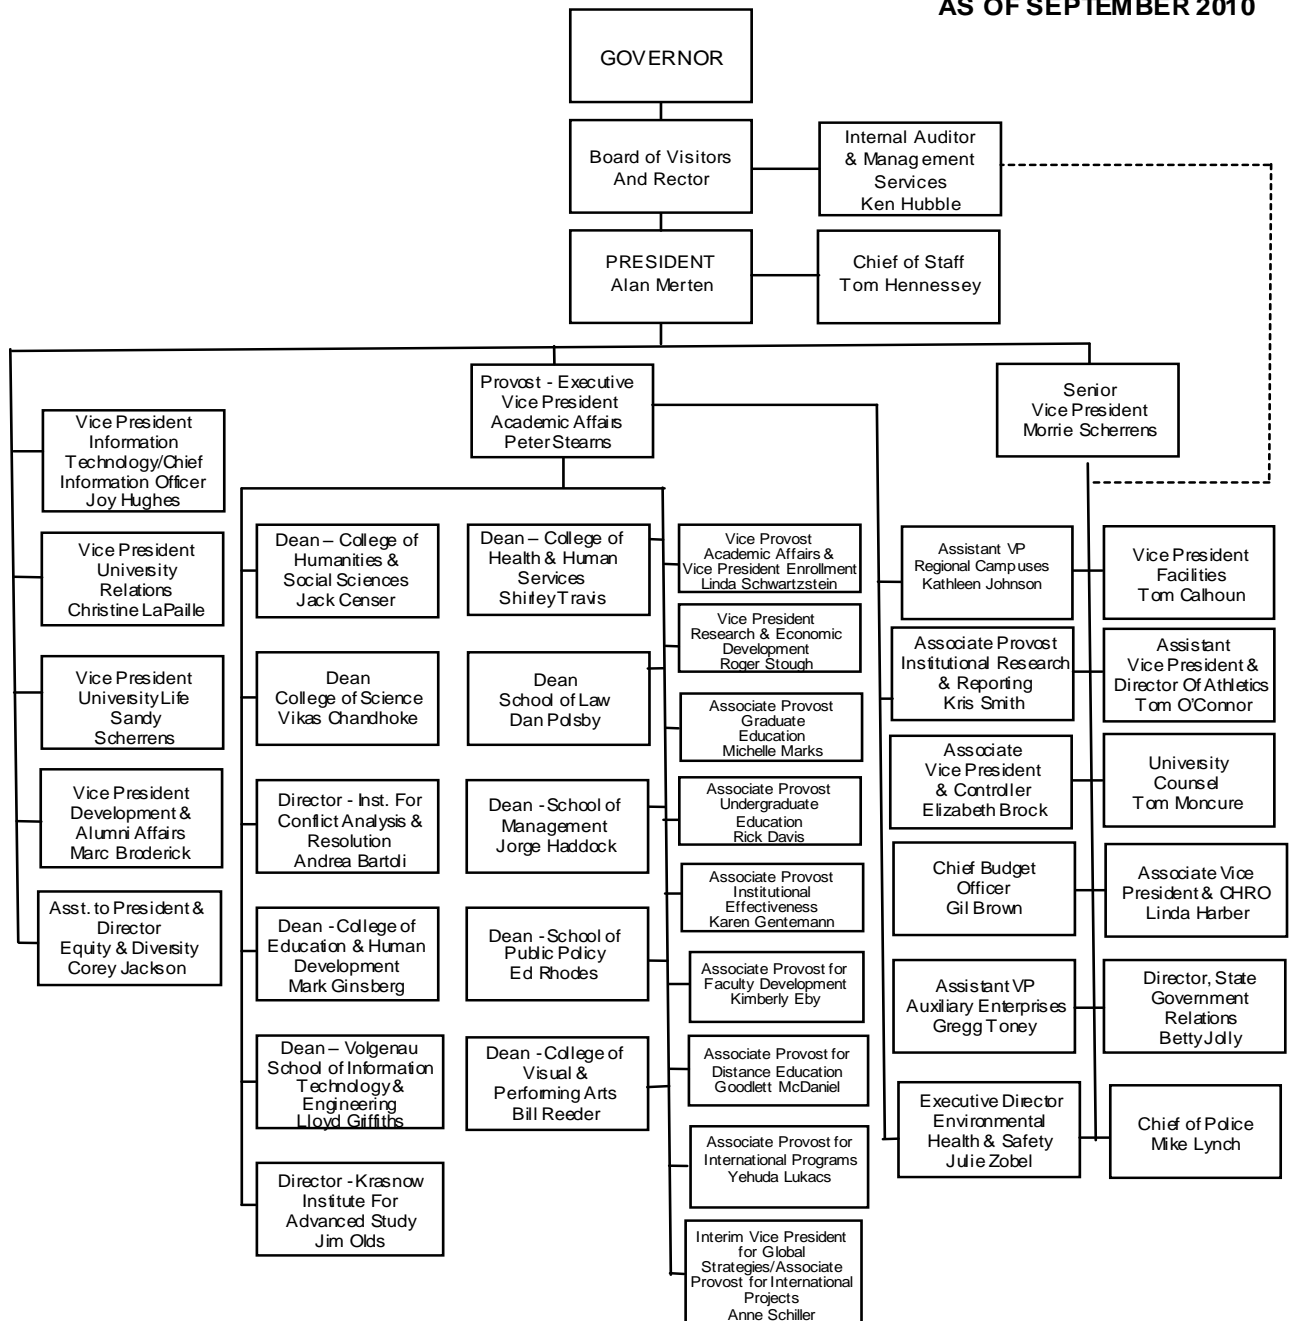 AS OF SEPTEMBER 2010
GOVERNOR
Board of Visitors
And Rector
Internal Auditor
& Management
Services
Ken Hubble
PRESIDENT
Alan Merten
Chief of Staff
Tom Hennessey
Provost - Executive
Vice President
Academic Affairs
Peter Stearns
Senior
Vice President
Morrie Scherrens
Vice President
Information
Technology/Chief
Information Officer
Joy Hughes
Vice President
University
Relations
Christine LaPaille
Vice President
University Life
Sandy
Scherrens
Vice President
Development &
Alumni Affairs
Marc Broderick
Asst. to President &
Director
Equity & Diversity
Corey Jackson
Dean – College of
Humanities &
Social Sciences
Jack Censer
Dean
College of Science
Vikas Chandhoke
Director - Inst. For
Conflict Analysis &
Resolution
Andrea Bartoli
Dean - College of
Education & Human
Development
Mark Ginsberg
Dean – Volgenau
School of Information
Technology &
Engineering
Lloyd Griffiths
Director - Krasnow
Institute For
Advanced Study
Jim Olds
Dean – College of
Health & Human
Services
Shirley Travis
Dean
School of Law
Dan Polsby
Dean - School of
Management
Jorge Haddock
Dean - School of
Public Policy
Ed Rhodes
Dean - College of
Visual &
Performing Arts
Bill Reeder
Vice Provost
Academic Affairs &
Vice President Enrollment
Linda Schwartzstein
Vice President
Research & Economic
Development
Roger Stough
Associate Provost
Graduate
Education
Michelle Marks
Associate Provost
Undergraduate
Education
Rick Davis
Associate Provost
Institutional
Effectiveness
Karen Gentemann
Associate Provost for
Faculty Development
Kimberly Eby
Associate Provost for
Distance Education
Goodlett McDaniel
Associate Provost for
International Programs
Yehuda Lukacs
Interim Vice President
for Global
Strategies/Associate
Provost for International
Projects
Anne Schiller
Assistant VP
Regional Campuses
Kathleen Johnson
Associate Provost
Institutional Research
& Reporting
Kris Smith
Associate
Vice President
& Controller
Elizabeth Brock
Chief Budget
Officer
Gil Brown
Assistant VP
Auxiliary Enterprises
Gregg Toney
Executive Director
Environmental
Health & Safety
Julie Zobel
Vice President
Facilities
Tom Calhoun
Assistant
Vice President &
Director Of Athletics
Tom O'Connor
University
Counsel
Tom Moncure
Associate Vice
President & CHRO
Linda Harber
Director, State
Government
Relations
Betty Jolly
Chief of Police
Mike Lynch